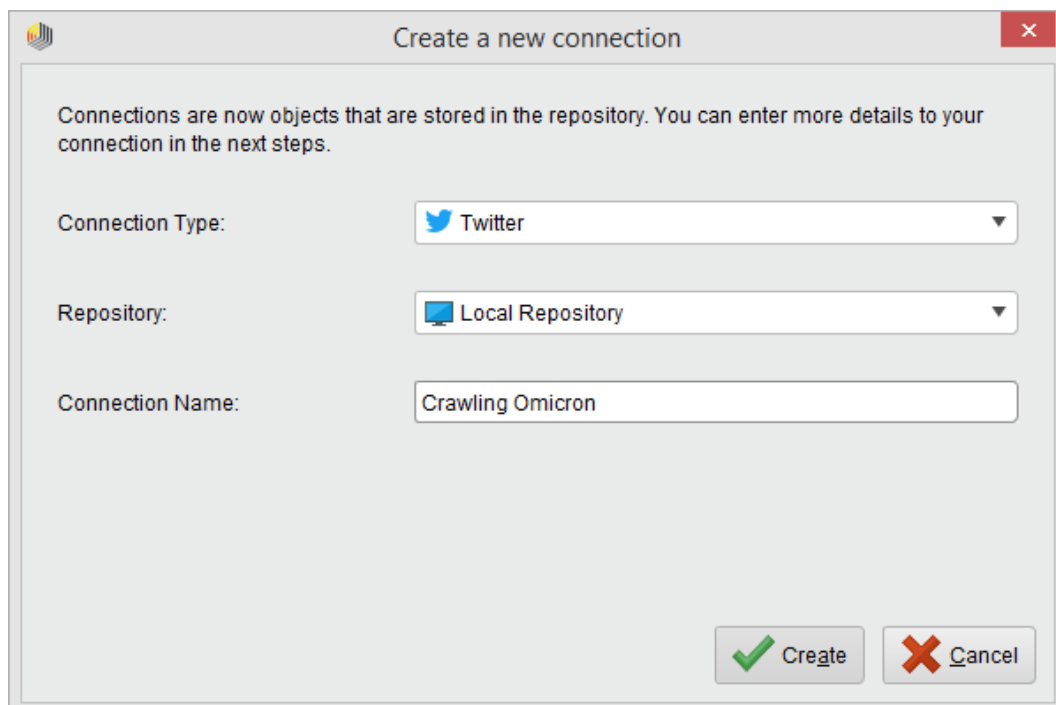 Create a new connection
Connections are now objects that are stored in the repository. You can enter more details to your
connection in the next steps.
Connection Type: Twitter
Repository: Local Repository
Connection Name: Crawling Omicron
Create Cancel